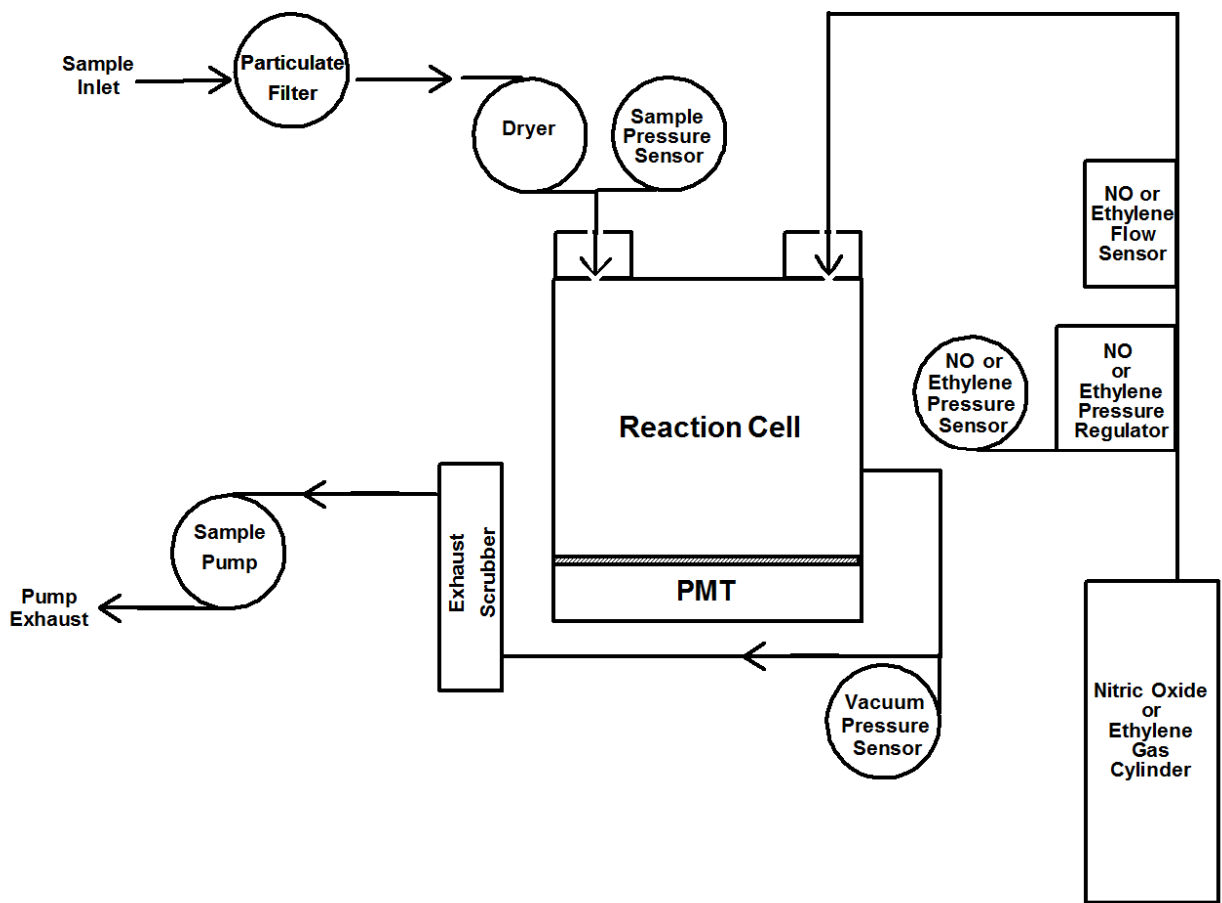 Sample
Inlet
Particulate
Filter
Dryer
Sample
Pressure
Sensor
NO or
Ethylene
Flow
Sensor
NO or
Ethylene
Pressure
Sensor
NO
or
Ethylene
Pressure
Regulator
Reaction Cell
PMT
Exhaust
Scrubber
Sample
Pump
Pump
Exhaust
Vacuum
Pressure
Sensor
Nitric Oxide
or
Ethylene
Gas
Cylinder